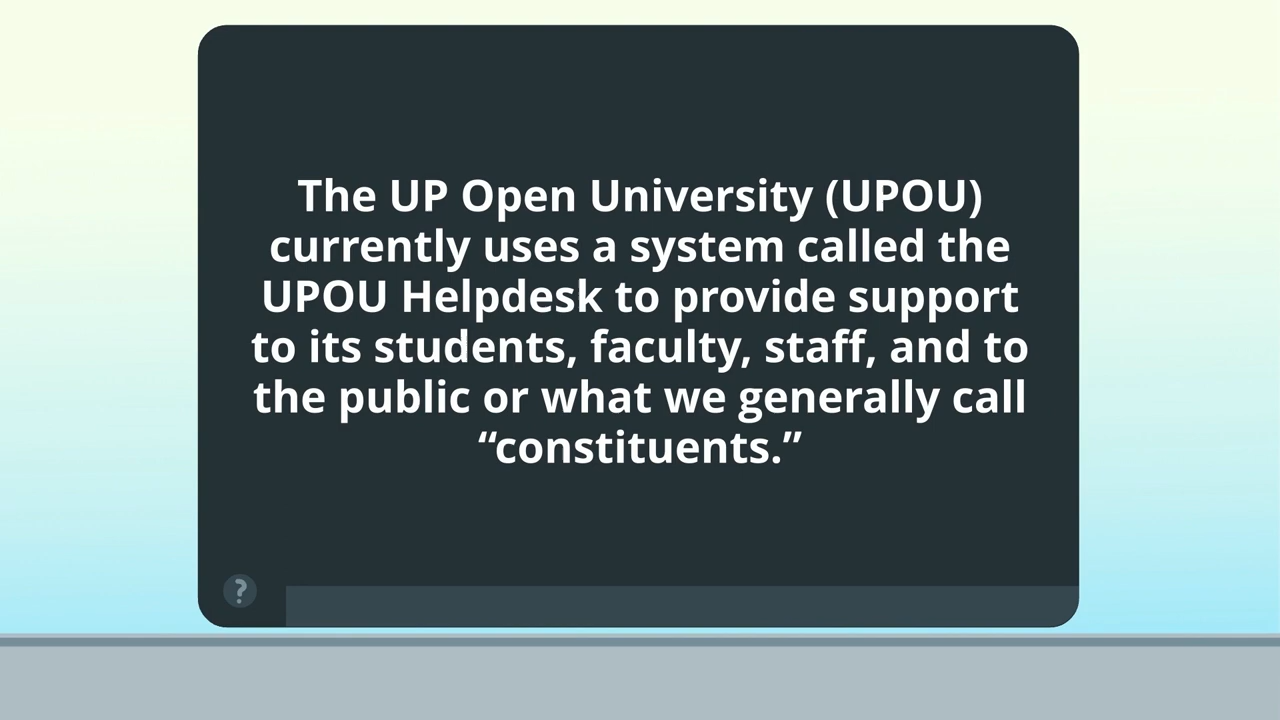 The UP Open University (UPOU)
currently uses a system called the
UPOU Helpdesk to provide support
to its students, faculty, staff, and to
the public or what we generally call
“constituents.”
?